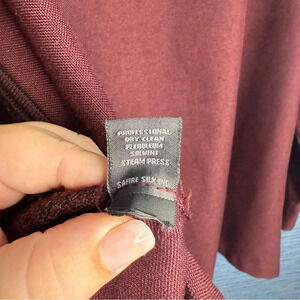 PROFESSIONAL
DRY CLEAN
PETROLEUM
SOLVENT
STEAM PRESS
SAFIRE SILK INC.